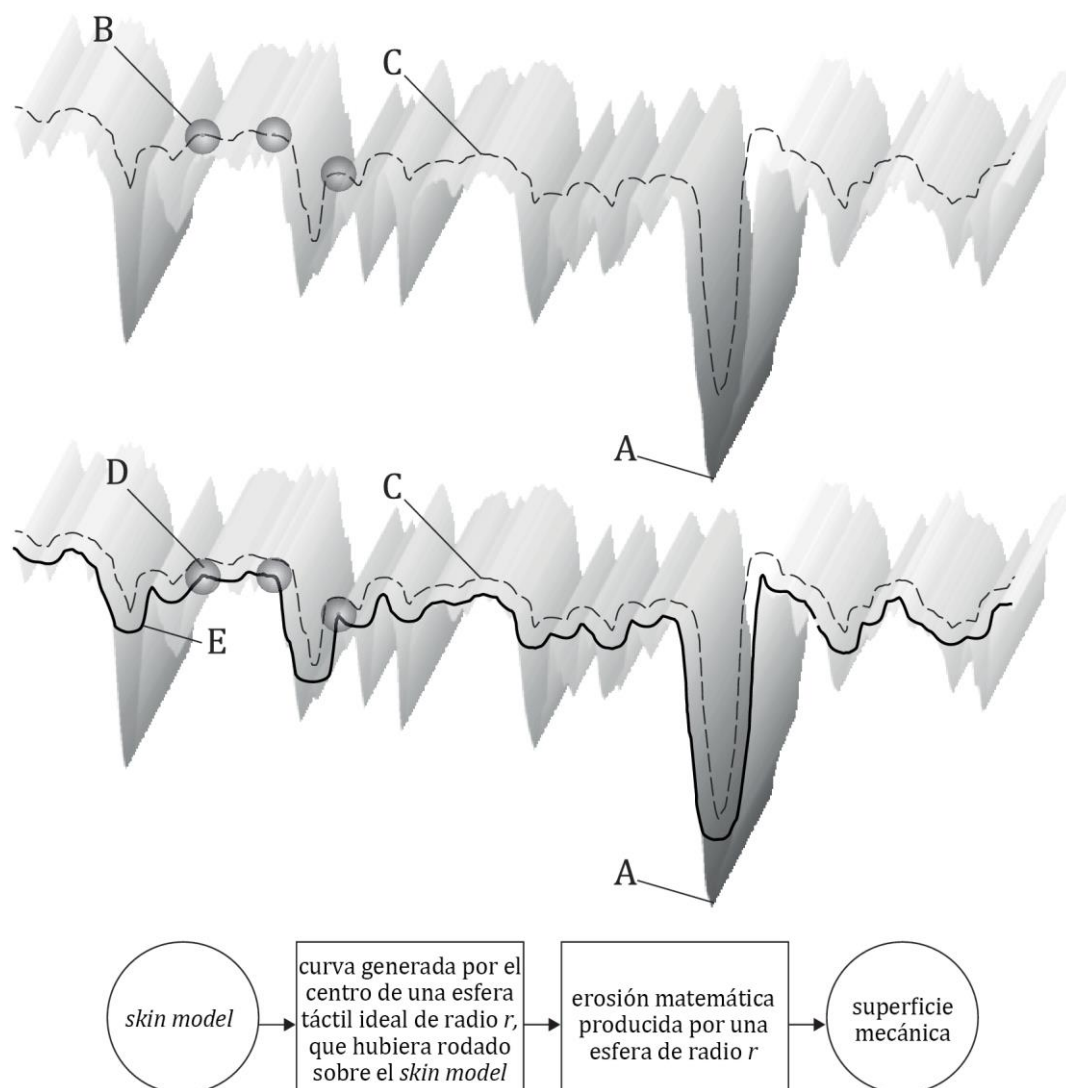 B
C
A
D
C
E
A
skin model
curva generada por el
centro de una esfera
táctil ideal de radio r,
que hubiera rodado
sobre el skin model
erosión matemática
producida por una
esfera de radio r
superficie
mecánica